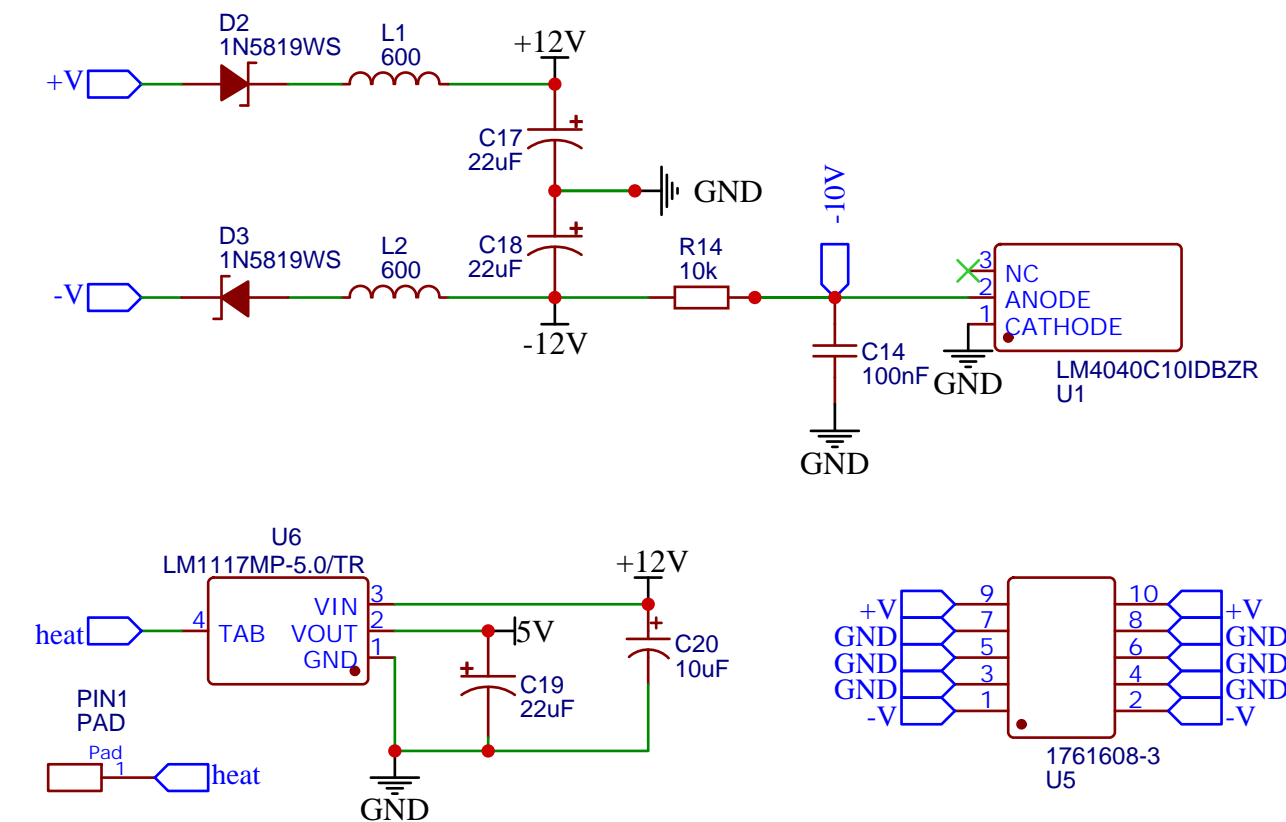 D2
1N5819WS
L1
600
+12V
+V
C17
22uF
GND
-10V
D3
1N5819WS
L2
600
C18
22uF
R14
10k
-V
-12V
3
NC
2
ANODE
1
CATHODE
C14
100nF
GND
LM4040C10IDBZR
U1
GND
U6
LM1117MP-5.0/TR
+12V
heat
4
TAB
VIN
3
VOUT
2
GND
1
5V
C20
10uF
C19
22uF
PIN1
PAD
Pad
1
heat
GND
+V
9
10
+V
GND
7
8
GND
GND
5
6
GND
GND
3
4
GND
-V
1
2
-V
1761608-3
U5